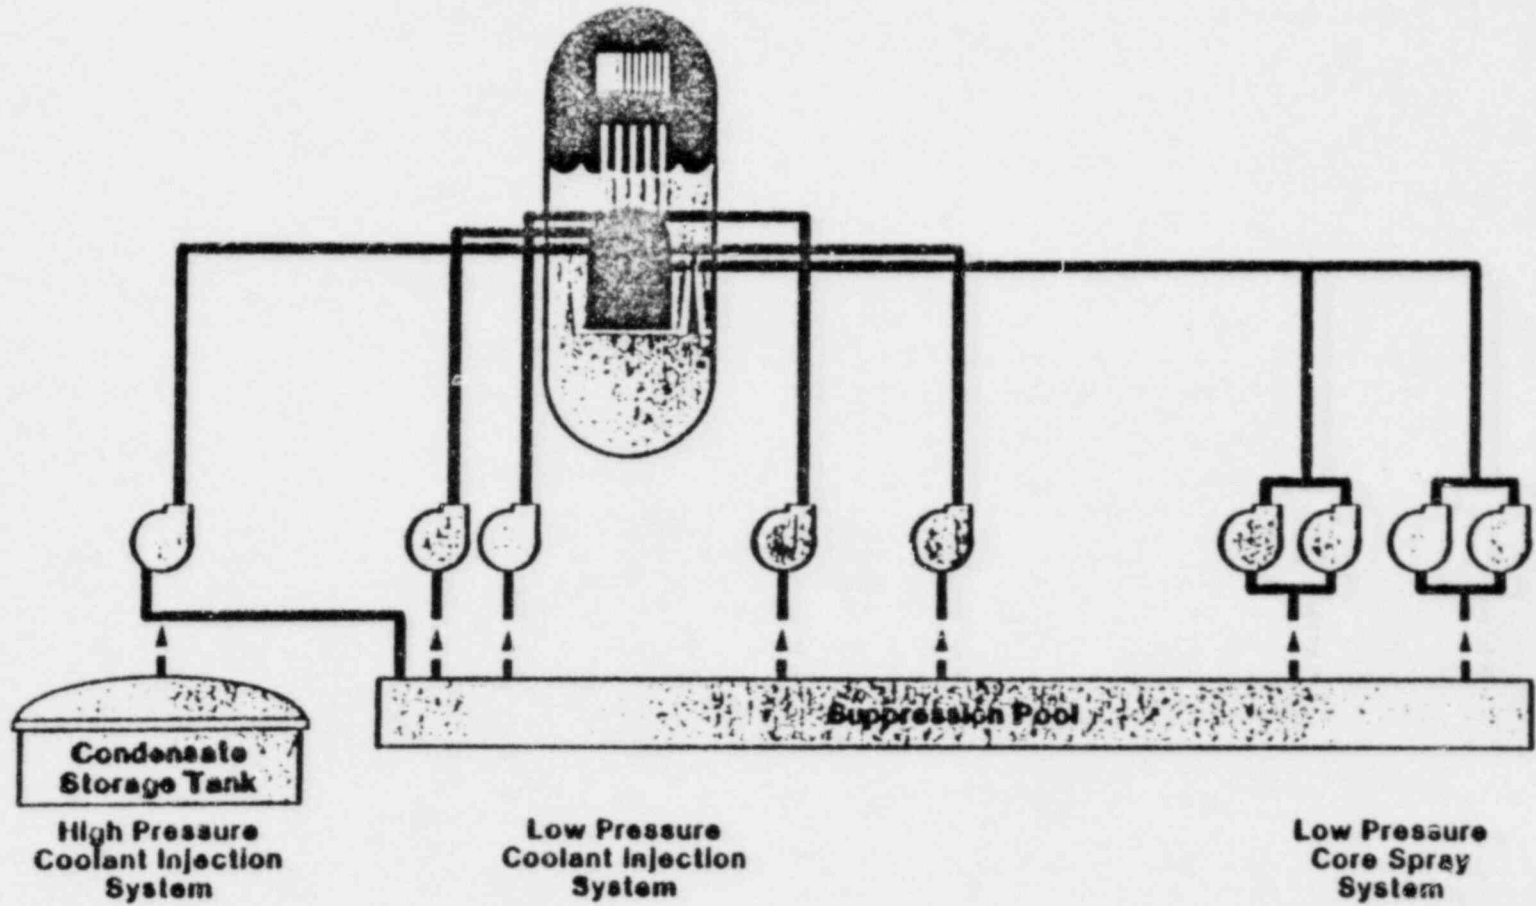 Suppression Pool
Condensate
Storage Tank
High Pressure
Coolant Injection
System
Low Pressure
Coolant Injection
System
Low Pressure
Core Spray
System